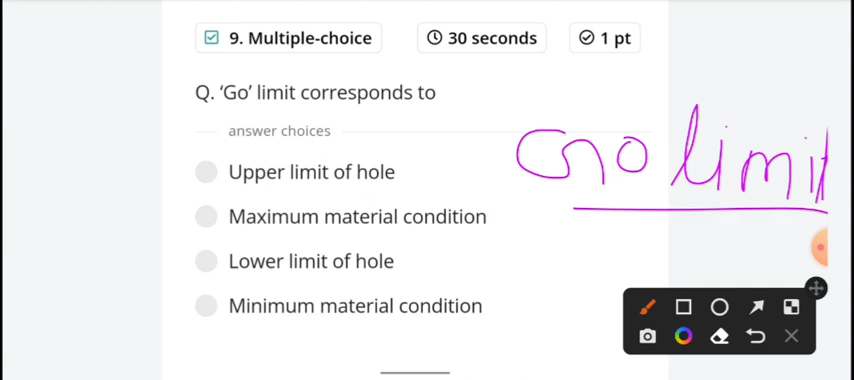 9. Multiple-choice 30 seconds 1 pt
Q. ‘Go’ limit corresponds to
answer choices
Go limit
Upper limit of hole
Maximum material condition
Lower limit of hole
Minimum material condition